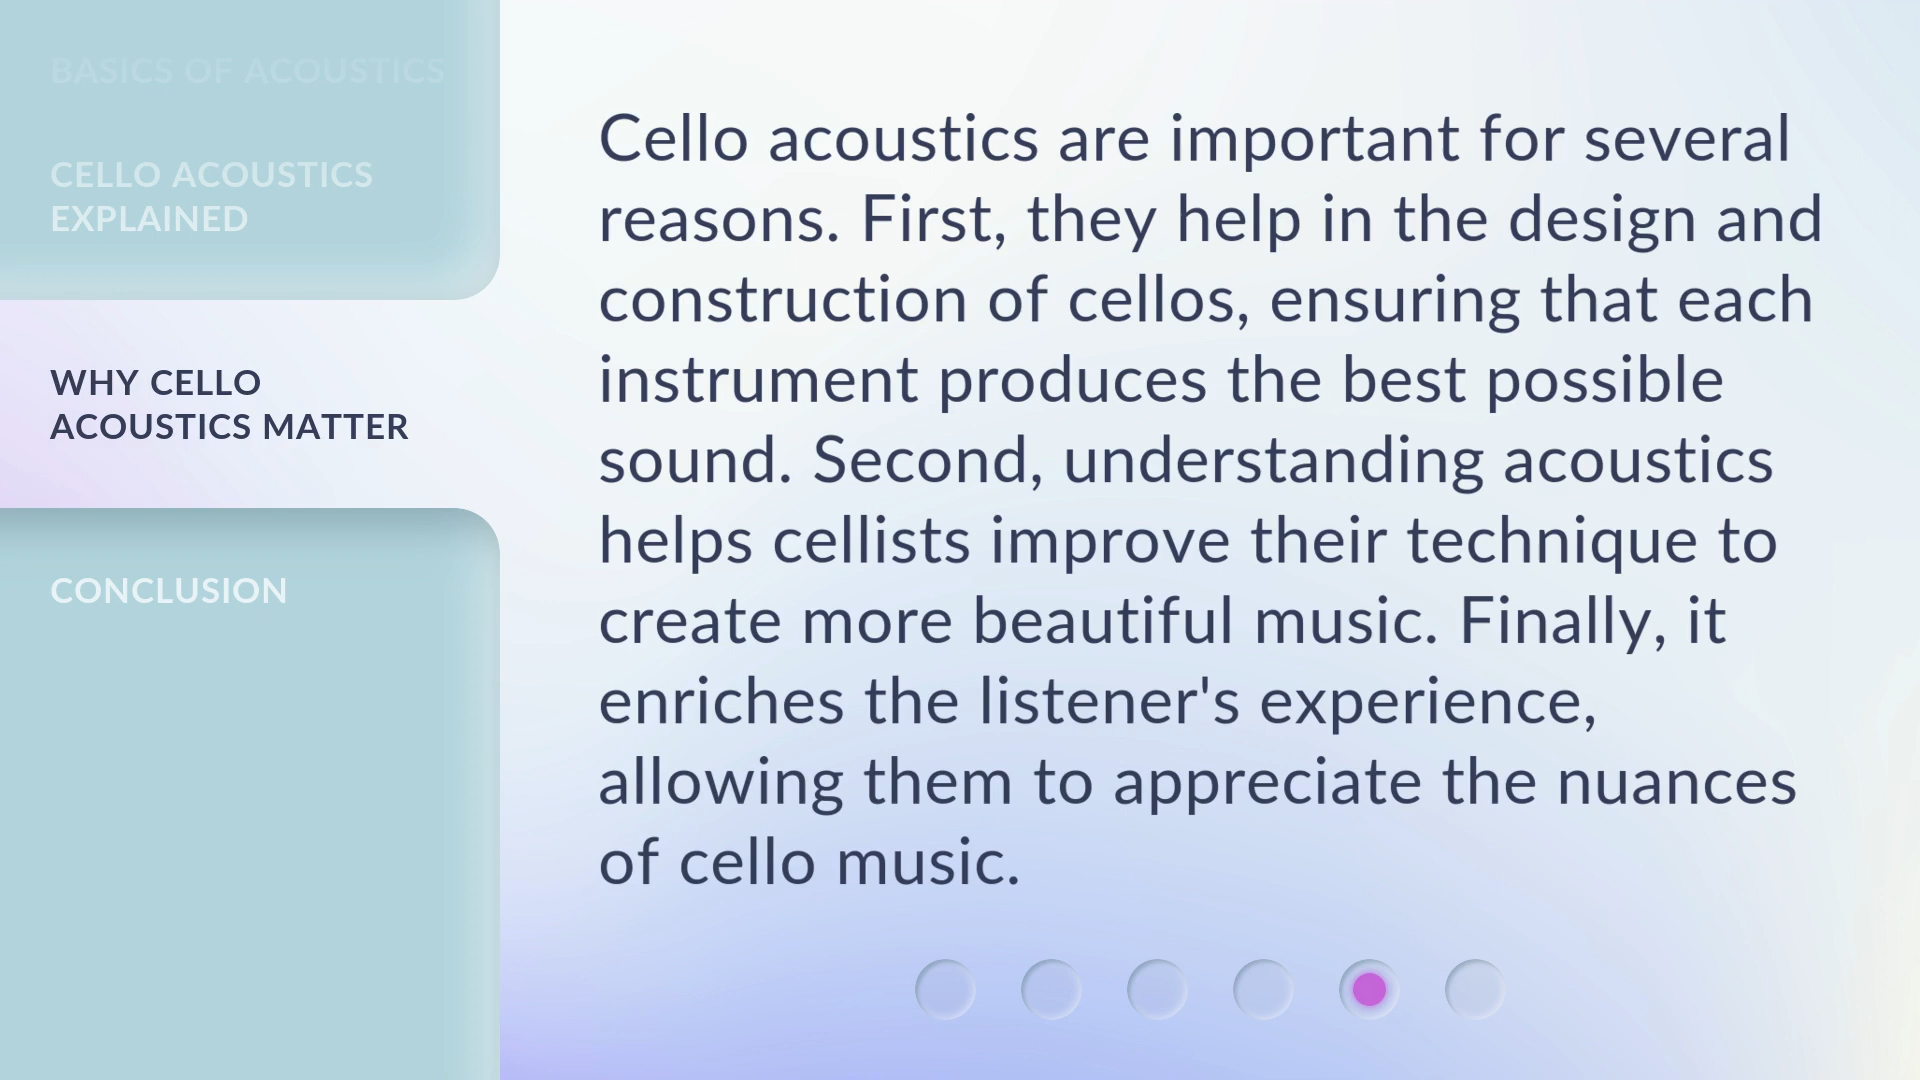 BASICS OF ACOUSTICS
CELLO ACOUSTICS
EXPLAINED
WHY CELLO
ACOUSTICS MATTER
CONCLUSION
Cello acoustics are important for several
reasons. First, they help in the design and
construction of cellos, ensuring that each
instrument produces the best possible
sound. Second, understanding acoustics
helps cellists improve their technique to
create more beautiful music. Finally, it
enriches the listener's experience,
allowing them to appreciate the nuances
of cello music.